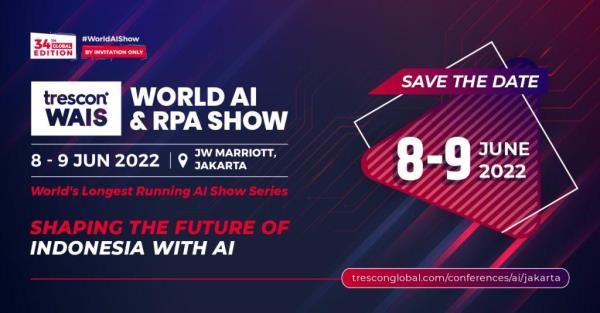 34TH GLOBAL
EDITION
#WorldAIShow
BY INVITATION ONLY
trescon
WAIS
WORLD AI
& RPA SHOW
8 - 9 JUN 2022
JW MARRIOTT,
JAKARTA
World's Longest Running AI Show Series
SHAPING THE FUTURE OF
INDONESIA WITH AI
SAVE THE DATE
8-9 JUNE
2022
tresconglobal.com/conferences/ai/jakarta